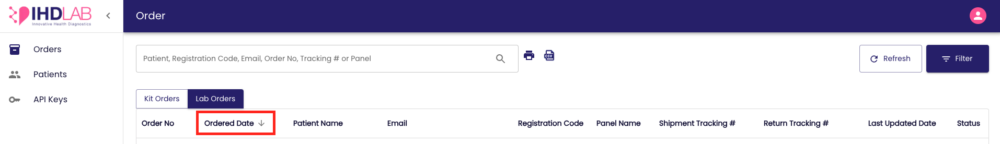 IHDLAB
Innovative Health Diagnostics
Order
Orders
Patients
API Keys
Patient, Registration Code, Email, Order No, Tracking # or Panel
CSV
Refresh
Filter
Kit Orders
Lab Orders
Order No Ordered Date Patient Name Email Registration Code Panel Name Shipment Tracking # Return Tracking # Last Updated Date Status